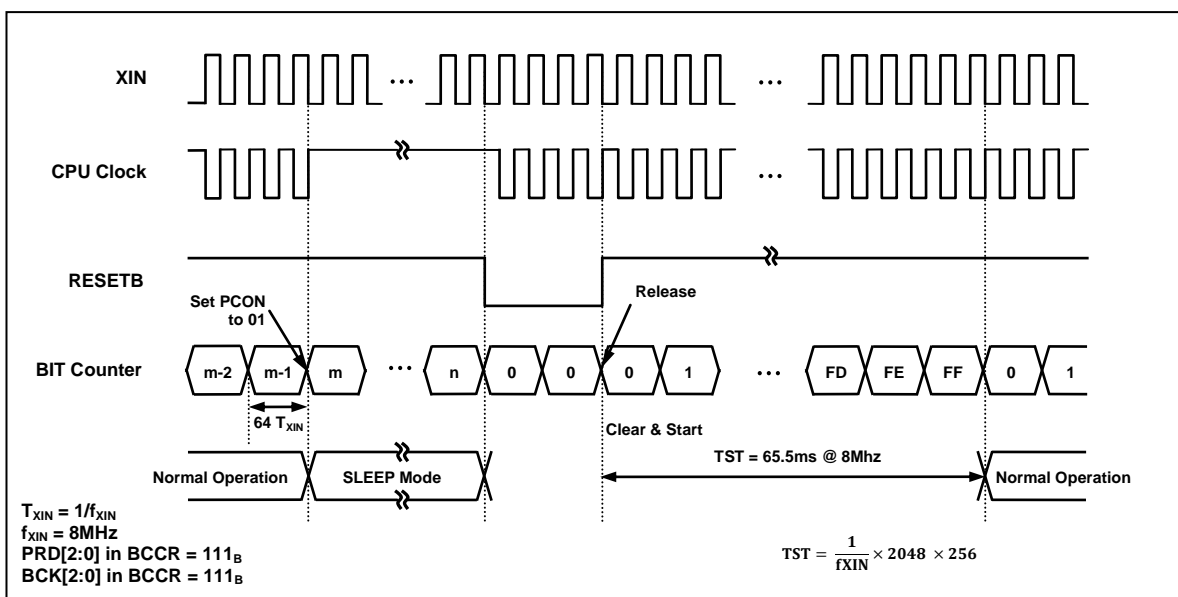 XIN
...
...
CPU Clock
...
RESETB
Set PCON
to 01
Release
BIT Counter
m-2
m-1
m
...
n
0
0
0
1
...
FD
FE
FF
0
1
64 TXIN
Clear & Start
TST = 65.5ms @ 8Mhz
Normal Operation
SLEEP Mode
Normal Operation
TXIN = 1/fXIN
fXIN = 8MHz
PRD[2:0] in BCCR = 111B
BCK[2:0] in BCCR = 111B
TST = 1/fXIN × 2048 × 256